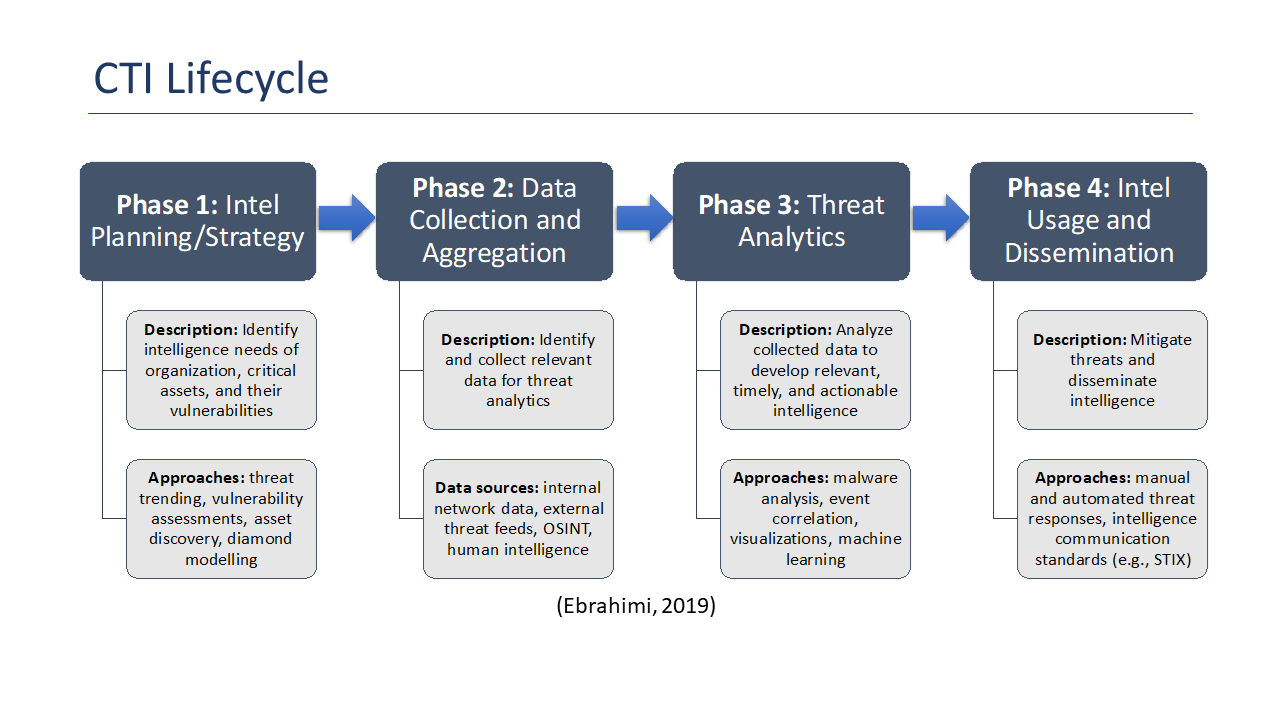 CTI Lifecycle
Phase 1: Intel
Planning/Strategy
Description: Identify
intelligence needs of
organization, critical
assets, and their
vulnerabilities
Approaches: threat
trending, vulnerability
assessments, asset
discovery, diamond
modelling
Phase 2: Data
Collection and
Aggregation
Description: Identify
and collect relevant
data for threat
analytics
Data sources: internal
network data, external
threat feeds, OSINT,
human intelligence
Phase 3: Threat
Analytics
Description: Analyze
collected data to
develop relevant,
timely, and actionable
intelligence
Approaches: malware
analysis, event
correlation,
visualizations, machine
learning
Phase 4: Intel
Usage and
Dissemination
Description: Mitigate
threats and
disseminate
intelligence
Approaches: manual
and automated threat
responses, intelligence
communication
standards (e.g., STIX)
(Ebrahimi, 2019)